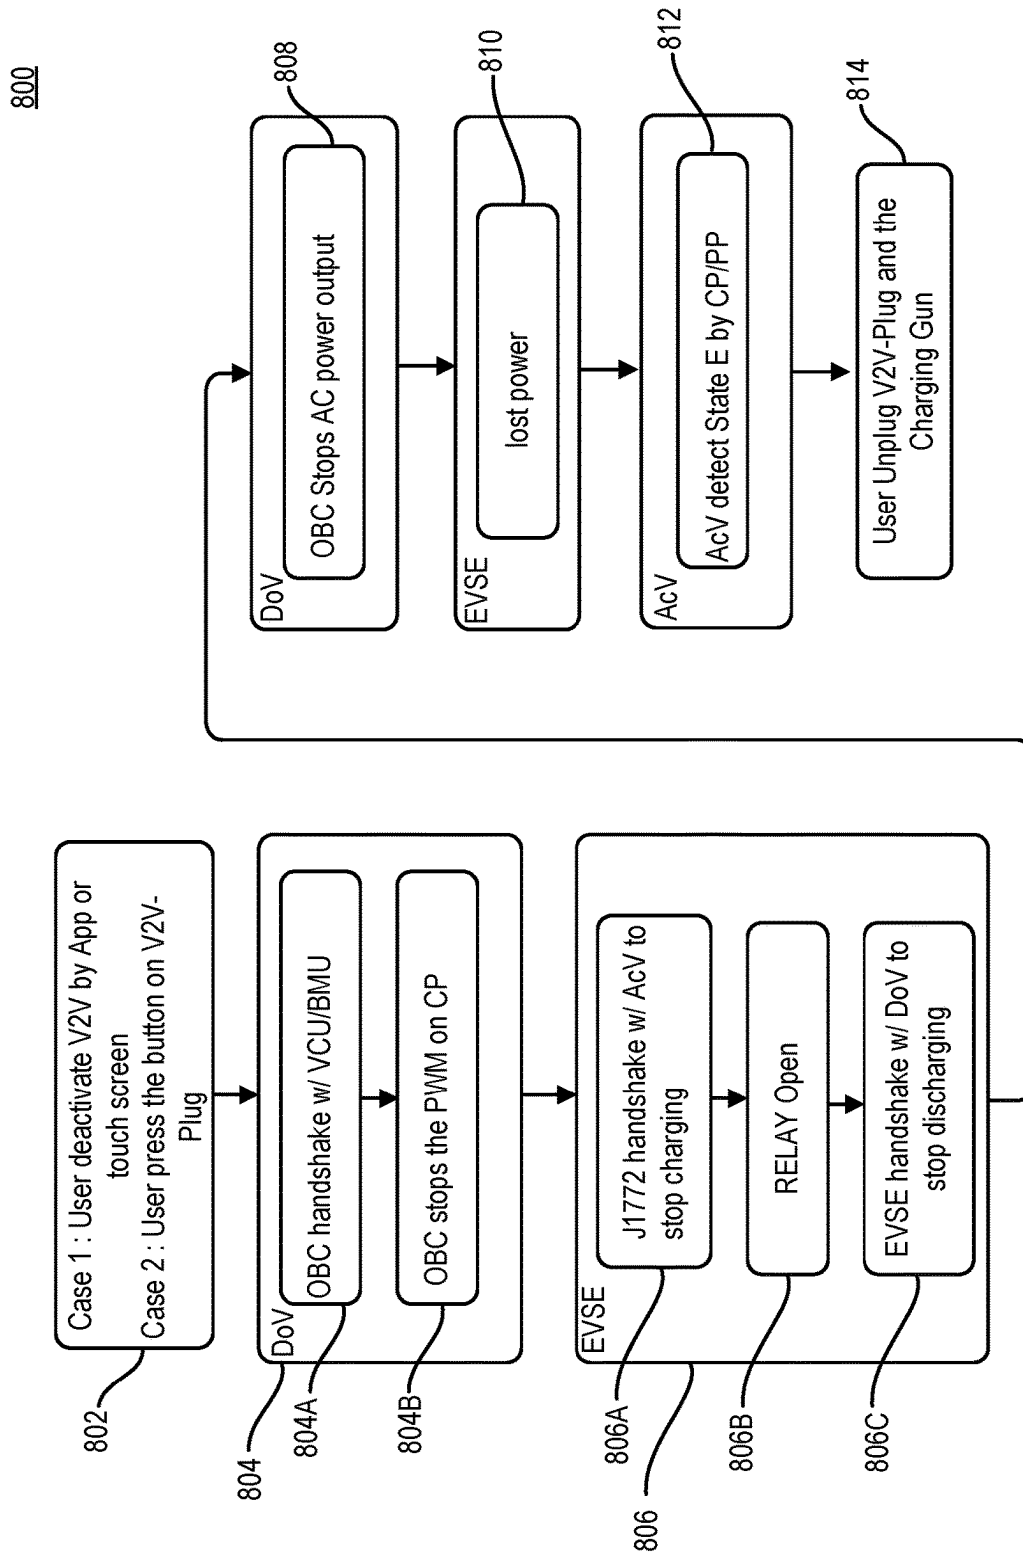 800
Case 1 : User deactivate V2V by App or
touch screen
Case 2 : User press the button on V2V-
Plug
802
DoV
804
OBC handshake w/ VCU/BMU
804A
OBC stops the PWM on CP
804B
EVSE
806
J1772 handshake w/ AcV to
stop charging
806A
RELAY Open
806B
EVSE handshake w/ DoV to
stop discharging
806C
DoV
OBC Stops AC power output
808
EVSE
lost power
810
AcV
AcV detect State E by CP/PP
812
User Unplug V2V-Plug and the
Charging Gun
814